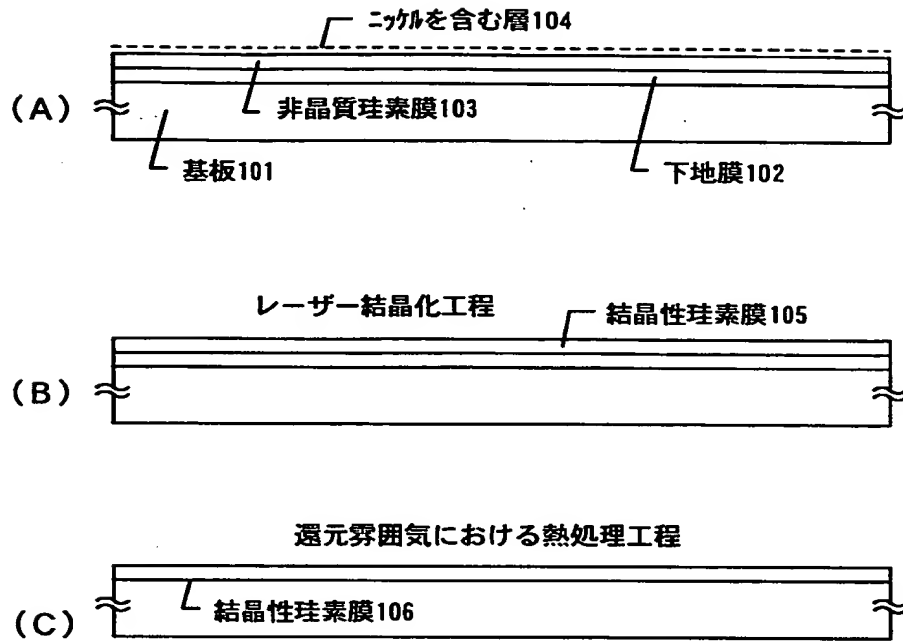 ﾆｯｹﾙを含む層104
(A)
非晶質珪素膜103
基板101
下地膜102
レーザー結晶化工程
結晶性珪素膜105
(B)
還元雰囲気における熱処理工程
結晶性珪素膜106
(C)